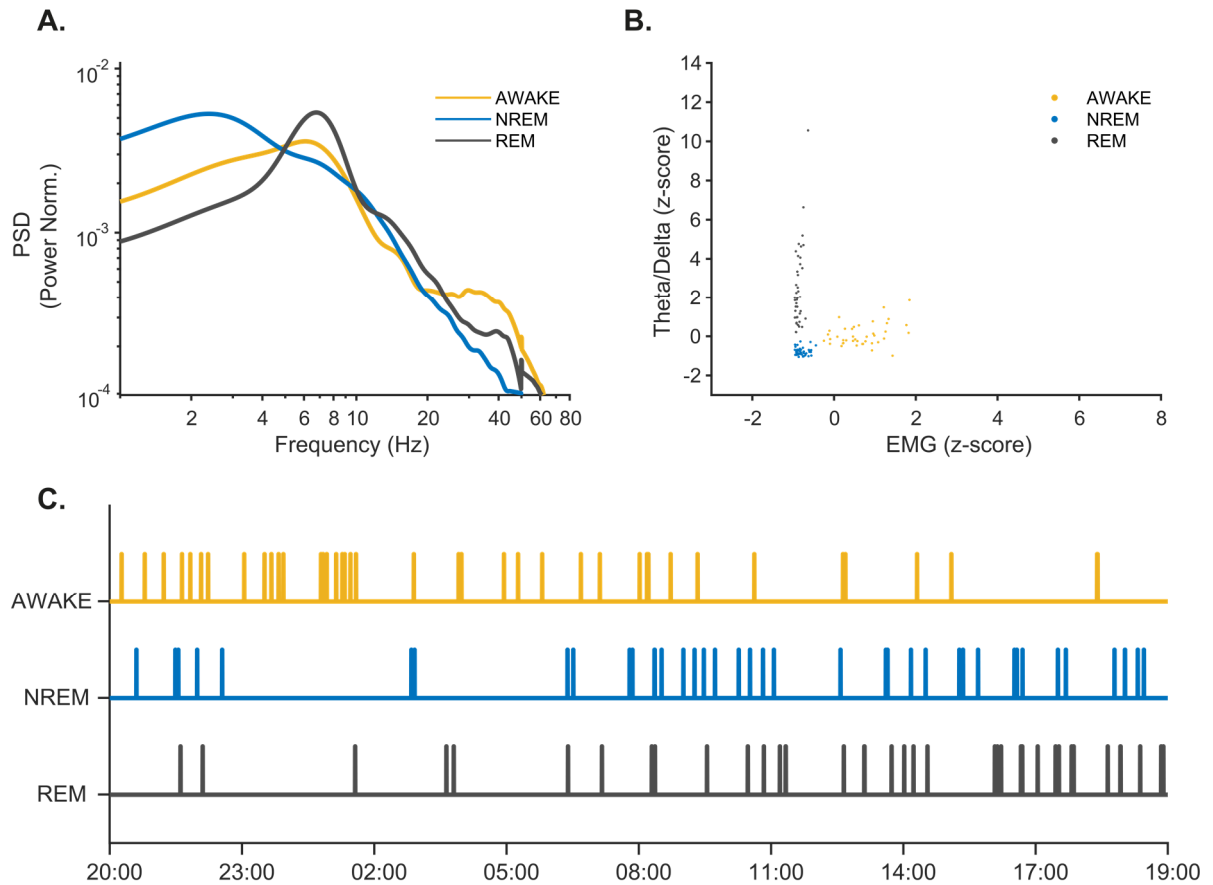 A.
10-2
10-3
10-4
PSD
(Power Norm.)
AWAKE
NREM
REM
2 4 6 8 10 20 40 60 80
Frequency (Hz)
B.
14
12
10
8
6
4
2
0
-2
Theta/Delta (z-score)
AWAKE
NREM
REM
-2 0 2 4 6 8
EMG (z-score)
C.
AWAKE
NREM
REM
20:00 23:00 02:00 05:00 08:00 11:00 14:00 17:00 19:00